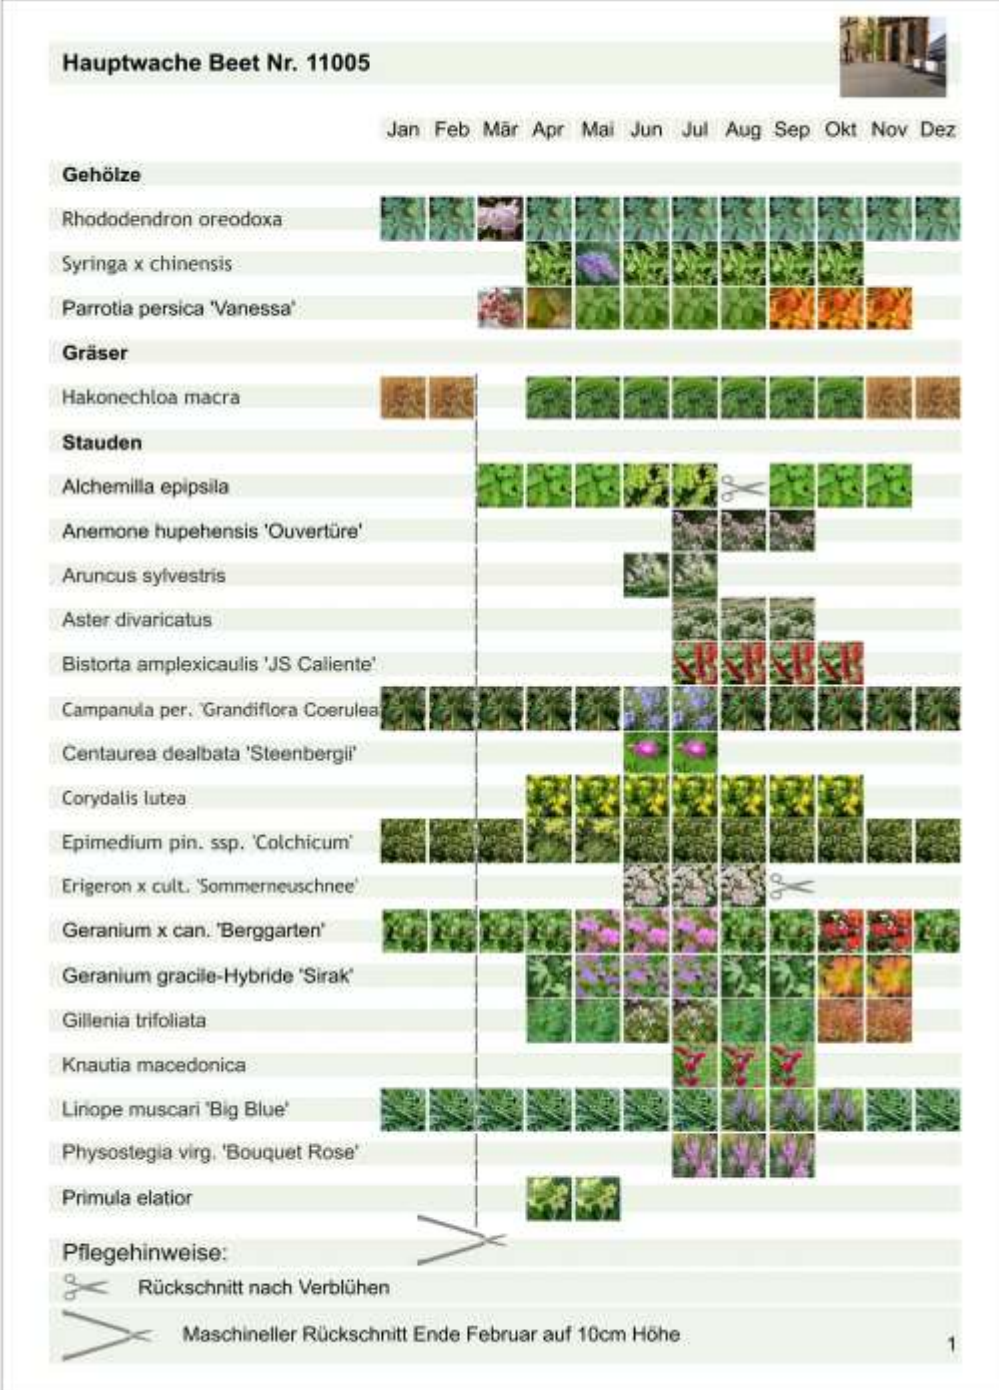 Hauptwache Beet Nr. 11005
Jan Feb Mär Apr Mai Jun Jul Aug Sep Okt Nov Dez
Gehölze
Rhododendron oreodoxa
Syringa x chinensis
Parrotia persica 'Vanessa'
Gräser
Hakonechloa macra
Stauden
Alchemilla epipsila
Anemone hupehensis 'Ouvertüre'
Aruncus sylvestris
Aster divaricatus
Bistorta amplexicaulis 'JS Caliente'
Campanula per. 'Grandiflora Coerulea
Centaurea dealbata 'Steenbergii'
Corydalis lutea
Epimedium pin. ssp. 'Colchicum'
Erigeron x cult. 'Sommerneuschnee'
Geranium x can. 'Berggarten'
Geranium gracile-Hybride 'Sirak'
Gillenia trifoliata
Knautia macedonica
Liriope muscari 'Big Blue'
Physostegia virg. 'Bouquet Rose'
Primula elatior
Pflegehinweise:
Rückschnitt nach Verblühen
Maschineller Rückschnitt Ende Februar auf 10cm Höhe
1